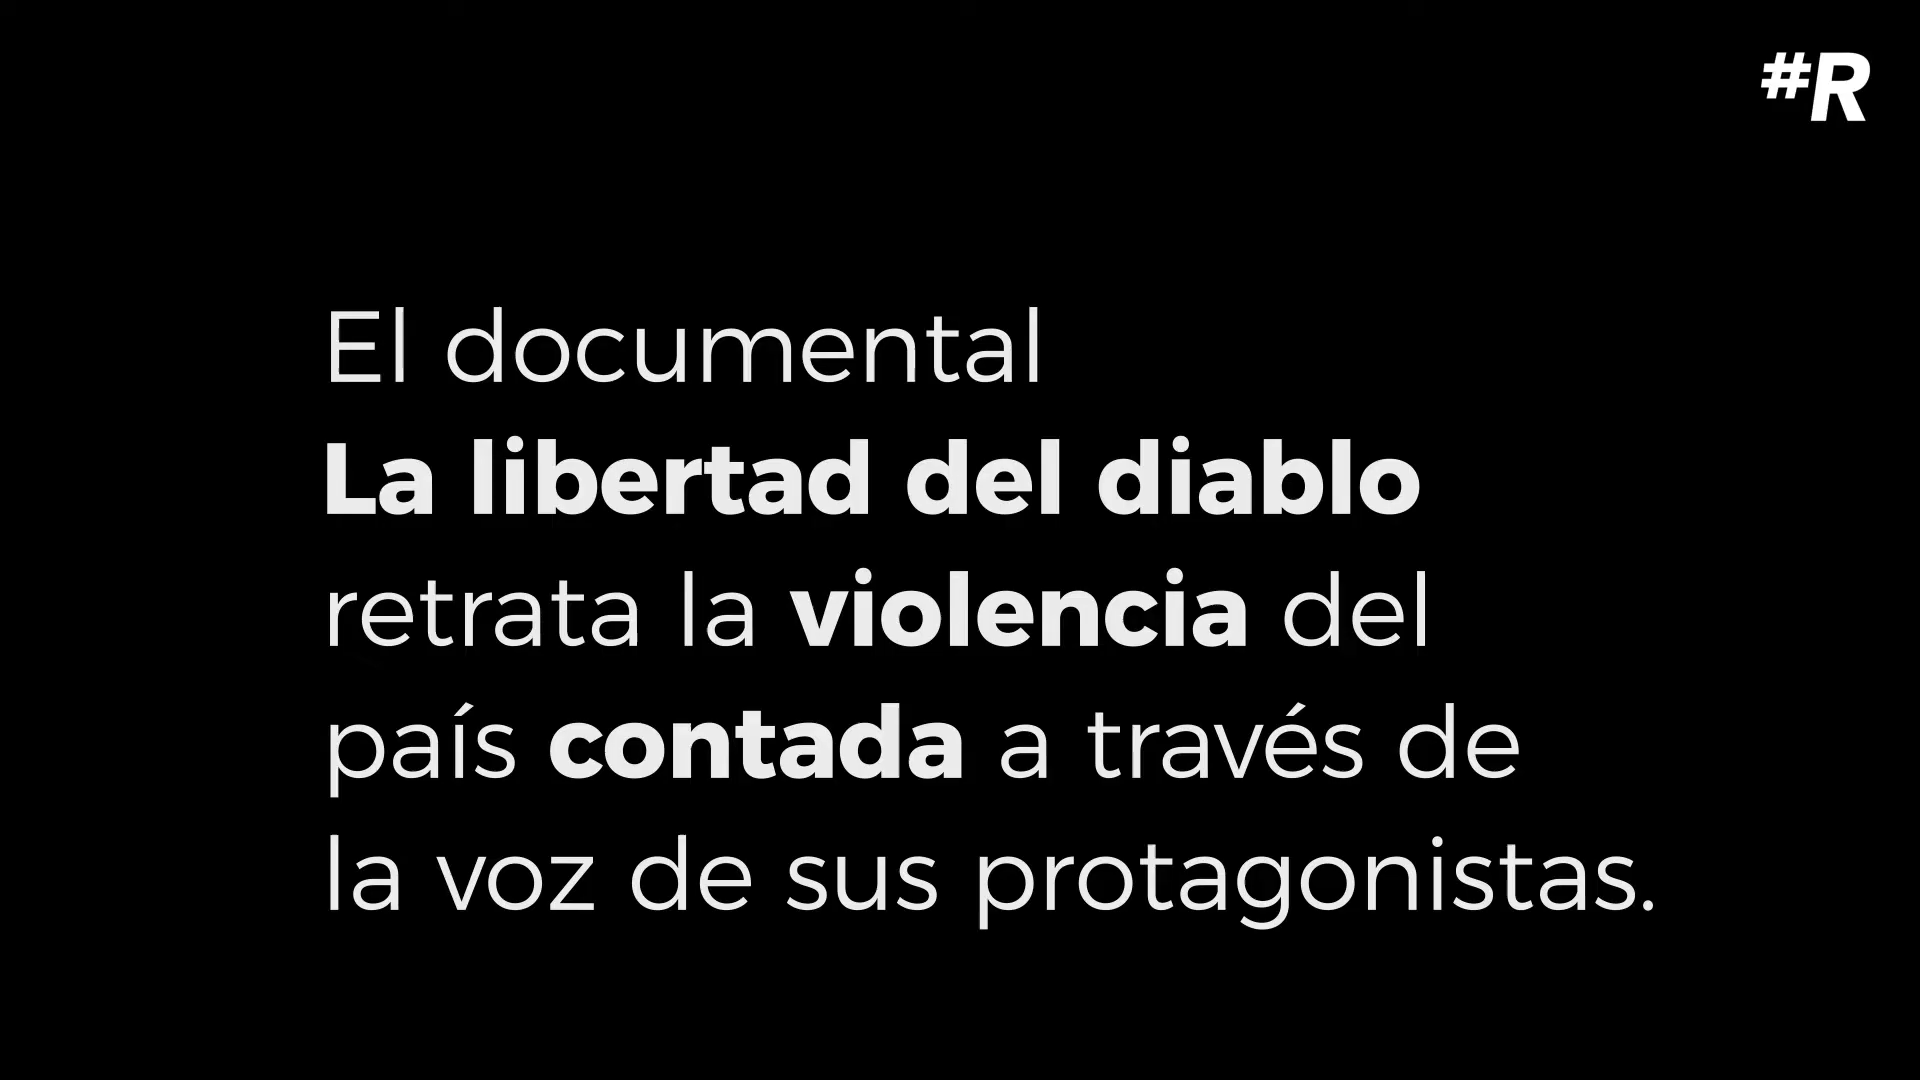 #R
El documental
La libertad del diablo
retrata la violencia del
país contada a través de
la voz de sus protagonistas.